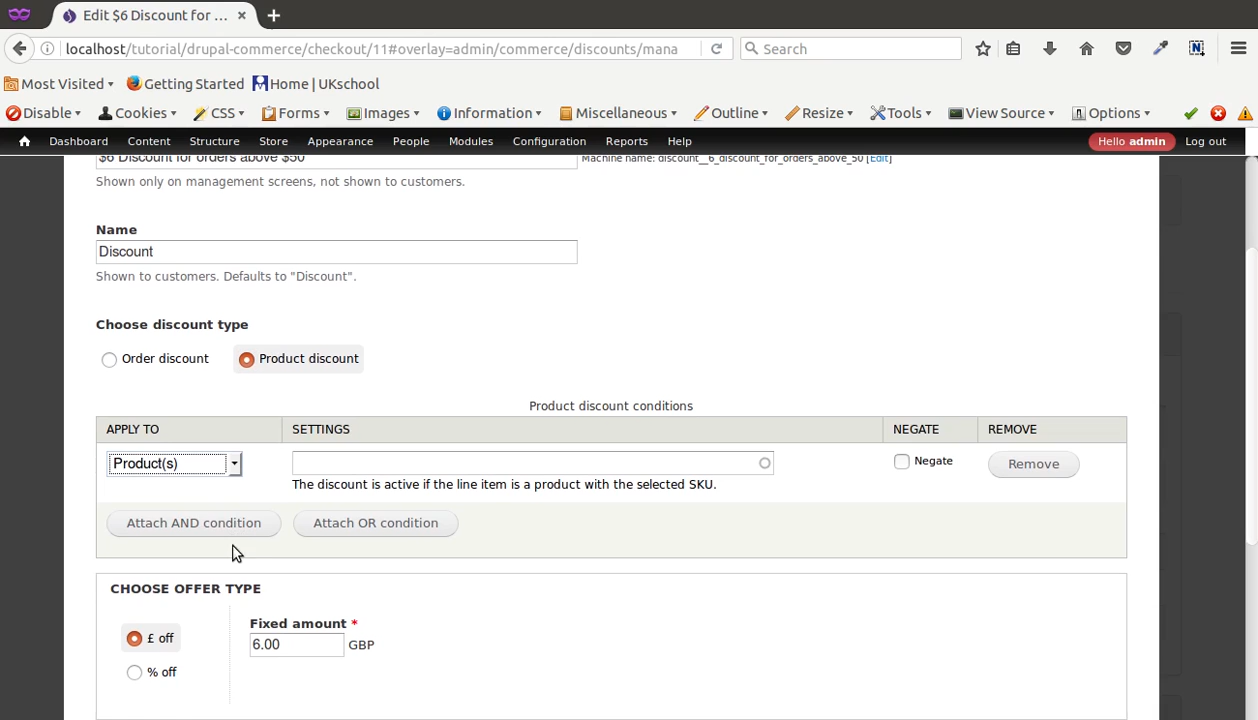 Edit $6 Discount for ... ×
localhost/tutorial/drupal-commerce/checkout/11#overlay=admin/commerce/discounts/mana
Search
Most Visited Getting Started Home | UKschool
Disable Cookies CSS Forms Images Information Miscellaneous Outline Resize Tools View Source Options
Dashboard Content Structure Store Appearance People Modules Configuration Reports Help Hello admin Log out
$6 Discount for orders above $50 Machine name: discount__6_discount_for_orders_above_50 [Edit]
Shown only on management screens, not shown to customers.
Name
Discount
Shown to customers. Defaults to "Discount".
Choose discount type
Order discount Product discount
Product discount conditions
APPLY TO SETTINGS NEGATE REMOVE
Product(s) Negate Remove
The discount is active if the line item is a product with the selected SKU.
Attach AND condition Attach OR condition
CHOOSE OFFER TYPE
Fixed amount *
£ off 6.00 GBP
% off